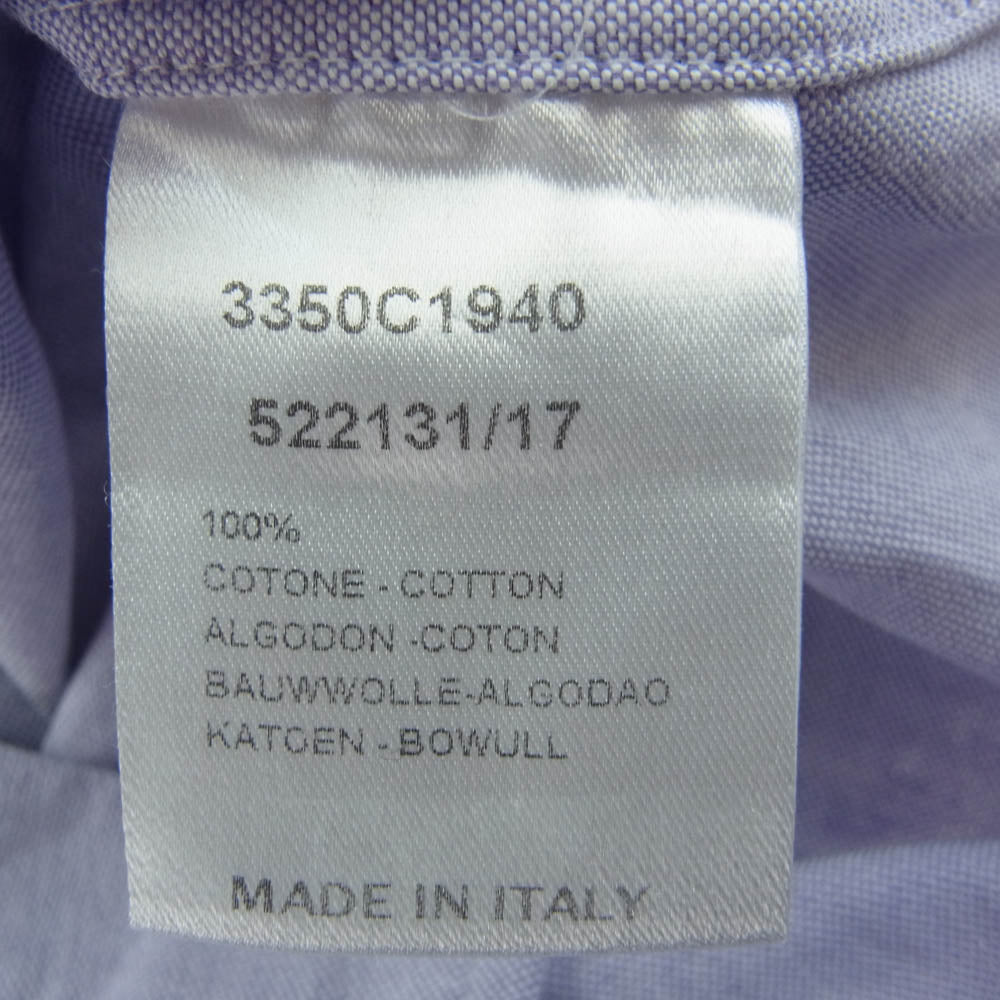 3350C1940
522131/17
100%
COTONE - COTTON
ALGODON -COTON
BAUWWOLLE-ALGODAO
KATOEN - BOWULL
MADE IN ITALY